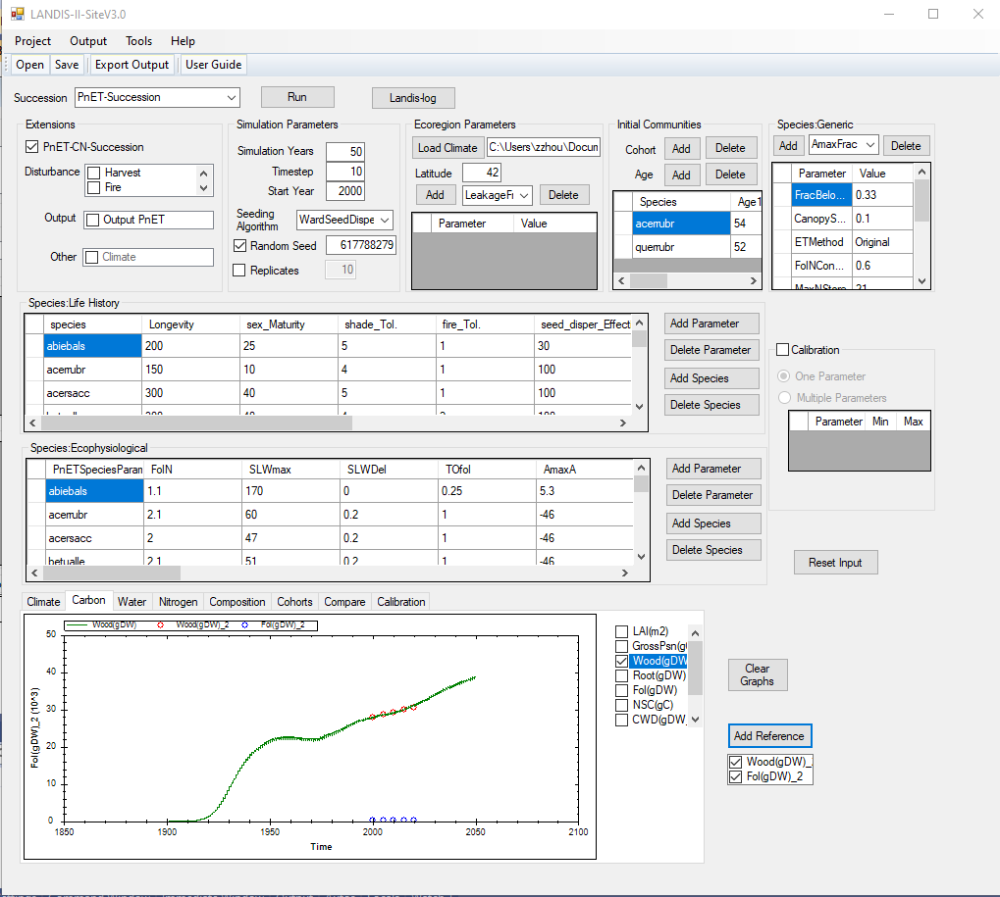 LANDIS-II-SiteV3.0
Project Output Tools Help
Open Save Export Output User Guide
Succession PnET-Succession Run Landis-log
Extensions
PnET-CN-Succession
Disturbance Harvest
Fire
Output Output PnET
Other Climate
Simulation Parameters
Simulation Years 50
Timestep 10
Start Year 2000
Seeding
Algorithm WardSeedDispe
Random Seed 617788279
Replicates 10
Ecoregion Parameters
Load Climate C:\Users\zzhou\Docun
Latitude 42
Add LeakageFr Delete
Parameter Value
Initial Communities
Cohort Add Delete
Age Add Delete
Species Age1
acerrubr 54
querrubr 52
Species:Generic
Add AmaxFrac Delete
Parameter Value
FracBelo... 0.33
CanopyS... 0.1
ETMethod Original
FolNCon... 0.6
MaxNStore 21
Species:Life History
species Longevity sex_Maturity shade_Tol. fire_Tol. seed_disper_Effect
abiebals 200 25 5 1 30
acerrubr 150 10 4 1 100
acersacc 300 40 5 1 100
betualle 300 40 4 2 100
Add Parameter
Delete Parameter
Add Species
Delete Species
Calibration
One Parameter
Multiple Parameters
Parameter Min Max
Species:Ecophysiological
PnETSpeciesParan FolN SLWmax SLWDel TOfol AmaxA
abiebals 1.1 170 0 0.25 5.3
acerrubr 2.1 60 0.2 1 -46
acersacc 2 47 0.2 1 -46
betualle 2.1 51 0.2 1 -46
Add Parameter
Delete Parameter
Add Species
Delete Species
Reset Input
Climate Carbon Water Nitrogen Composition Cohorts Compare Calibration
Wood(gDW) Wood(gDW)_2 Fol(gDW)_2
50
40
30
20
10
0
Fol(gDW)_2 (10^3)
1850 1900 1950 2000 2050 2100
Time
LAI(m2)
GrossPsn(g
Wood(gDW
Root(gDW)
Fol(gDW)
NSC(gC)
CWD(gDW
Clear
Graphs
Add Reference
Wood(gDW)_
Fol(gDW)_2